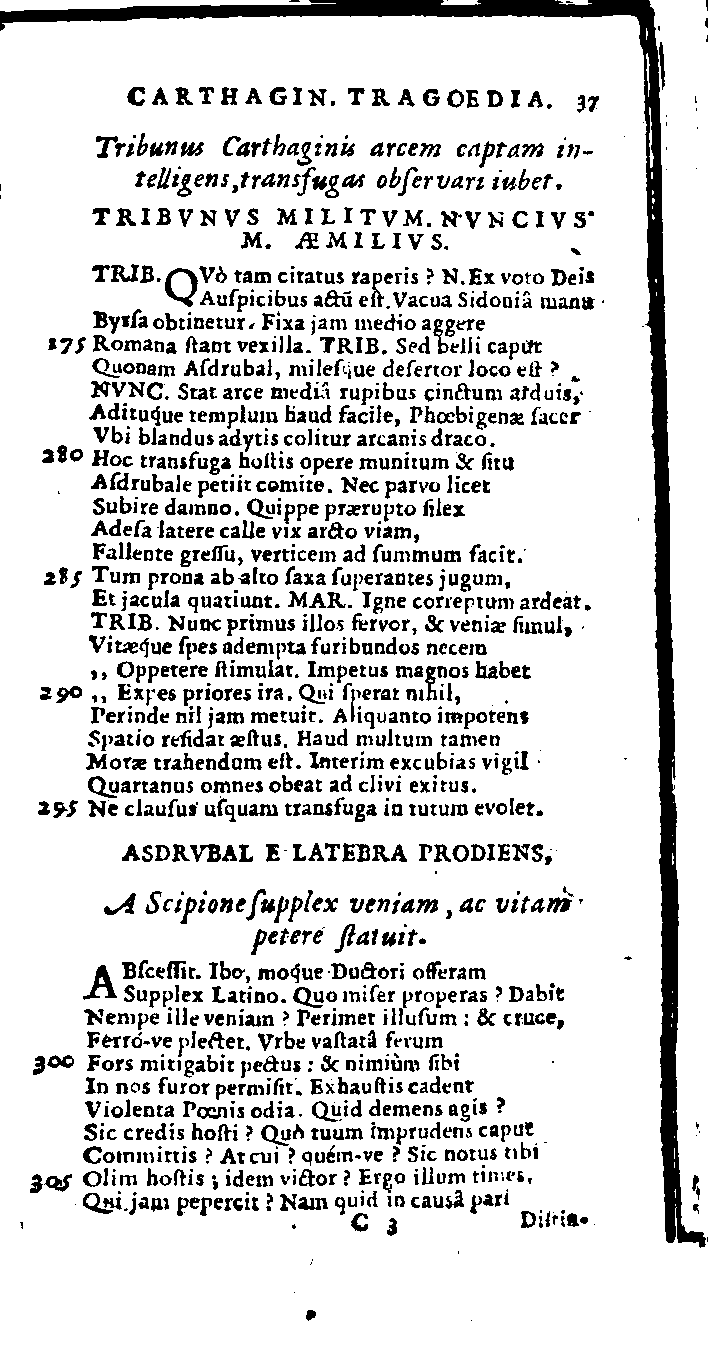 CARTHAGIN. TRAGOEDIA. 37
Tribunus Carthaginis arcem captam in-
telligens, transfugas obſervari iubet.
TRIBVNVS MILITVM. NVNCIVS
M. ÆMILIVS.
TRIB. QVò tam citatus raperis ? N. Ex voto Deis
Auſpicibus actū eſt. Vacua Sidoniâ manu
Byrſa obtinetur. Fixa jam medio aggere
275 Romana ſtant vexilla. TRIB. Sed belli caput
Quonam Aſdrubal, mileſque deſertor loco eſt ?
NVNC. Stat arce mediâ rupibus cinctum arduis,
Adituque templum haud facile, Phœbigenæ ſacer
Vbi blandus adytis colitur arcanis draco.
280 Hoc transfuga hoſtis opere munitum & ſitu
Aſdrubale petiit comite. Nec parvo licet
Subire damno. Quippe prærupto ſilex
Adeſa latere calle vix arcto viam,
Fallente greſſu, verticem ad ſummum facit.
285 Tum prona ab alto ſaxa ſuperantes jugum,
Et jacula quatiunt. MAR. Igne correptum ardeat.
TRIB. Nunc primus illos fervor, & veniæ ſimul,
Vitæque ſpes adempta furibundos necem
,, Oppetere ſtimulat. Impetus magnos habet
290 ,, Expes priores ira. Qui ſperat nihil,
Perinde nil jam metuit. Aliquanto impotens
Spatio reſidat æſtus. Haud multum tamen
Moræ trahendum eſt. Interim excubias vigil
Quartanus omnes obeat ad clivi exitus.
295 Ne clauſus uſquam transfuga in tutum evolet.
ASDRVBAL E LATEBRA PRODIENS,
A Scipione ſupplex veniam, ac vitam
petere ſtatuit.
ABſceſſit. Ibo, moque Ductori offeram
Supplex Latino. Quo miſer properas ? Dabit
Nempe ille veniam ? Perimet illuſum : & cruce,
Ferró-ve plectet. Vrbe vaſtatâ ferum
300 Fors mitigabit pectus : & nimiùm ſibi
In nos furor permiſit. Exhauſtis cadent
Violenta Pœnis odia. Quid demens agis ?
Sic credis hoſti ? Quò tuum imprudens caput
Committis ? At cui ? quém-ve ? Sic notus tibi
305 Olim hoſtis ; idem victor ? Ergo illum times,
Qui jam pepercit ? Nam quid in causâ pari
C 3